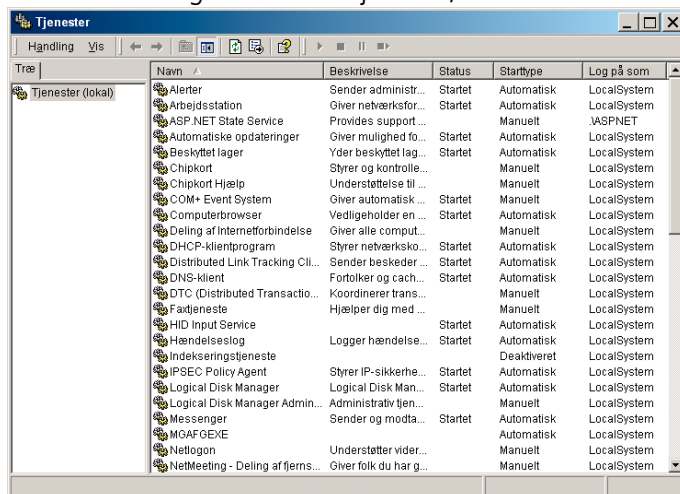 Tjenester
Handling Vis
Træ
Tjenester (lokal)
Navn Beskrivelse Status Starttype Log på som
Alerter Sender administr... Startet Automatisk LocalSystem
Arbejdsstation Giver netværksfor... Startet Automatisk LocalSystem
ASP.NET State Service Provides support ... Manuelt .\ASPNET
Automatiske opdateringer Giver mulighed fo... Startet Automatisk LocalSystem
Beskyttet lager Yder beskyttet lag... Startet Automatisk LocalSystem
Chipkort Styrer og kontrolle... Manuelt LocalSystem
Chipkort Hjælp Understøttelse til ... Manuelt LocalSystem
COM+ Event System Giver automatisk ... Startet Manuelt LocalSystem
Computerbrowser Vedligeholder en ... Startet Automatisk LocalSystem
Deling af Internetforbindelse Giver alle comput... Manuelt LocalSystem
DHCP-klientprogram Styrer netværksko... Startet Automatisk LocalSystem
Distributed Link Tracking Cli... Sender beskeder ... Startet Automatisk LocalSystem
DNS-klient Fortolker og cach... Startet Automatisk LocalSystem
DTC (Distributed Transactio... Koordinerer trans... Manuelt LocalSystem
Faxtjeneste Hjælper dig med ... Manuelt LocalSystem
HID Input Service Startet Automatisk LocalSystem
Hændelseslog Logger hændelse... Startet Automatisk LocalSystem
Indekseringstjeneste Deaktiveret LocalSystem
IPSEC Policy Agent Styrer IP-sikkerhe... Startet Automatisk LocalSystem
Logical Disk Manager Logical Disk Man... Startet Automatisk LocalSystem
Logical Disk Manager Admin... Administrativ tjen... Manuelt LocalSystem
Messenger Sender og modta... Startet Automatisk LocalSystem
MGAFGEXE Automatisk LocalSystem
Netlogon Understøtter vider... Manuelt LocalSystem
NetMeeting - Deling af fjerns... Giver folk du har g... Manuelt LocalSystem